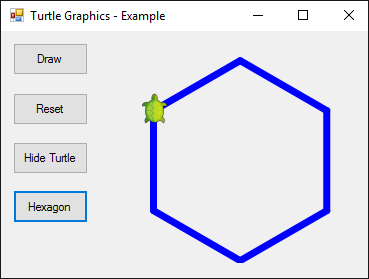 Turtle Graphics - Example
Draw
Reset
Hide Turtle
Hexagon